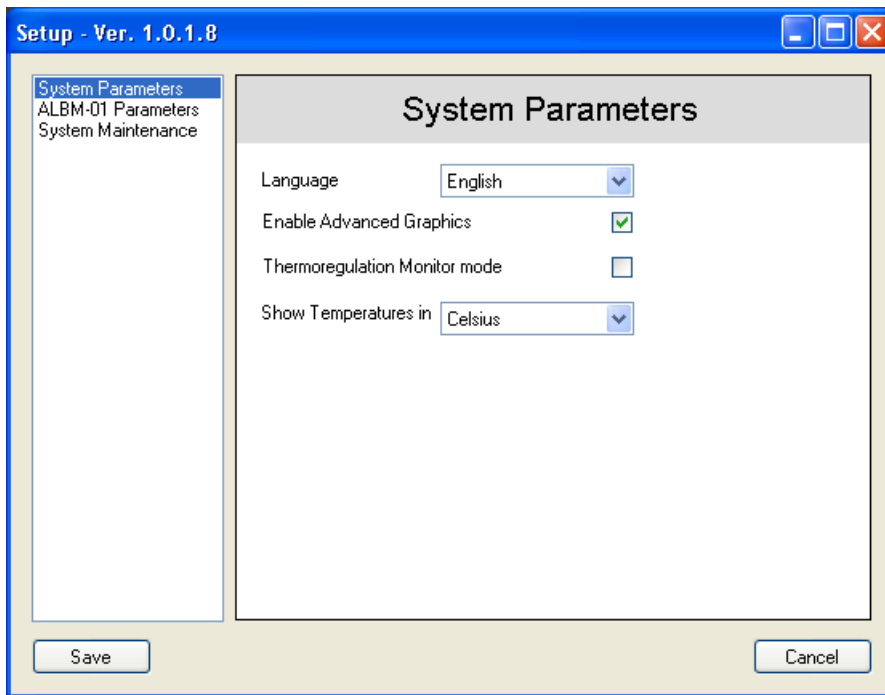 Setup - Ver. 1.0.1.8
System Parameters
ALBM-01 Parameters
System Maintenance
System Parameters
Language English
Enable Advanced Graphics
Thermoregulation Monitor mode
Show Temperatures in Celsius
Save Cancel